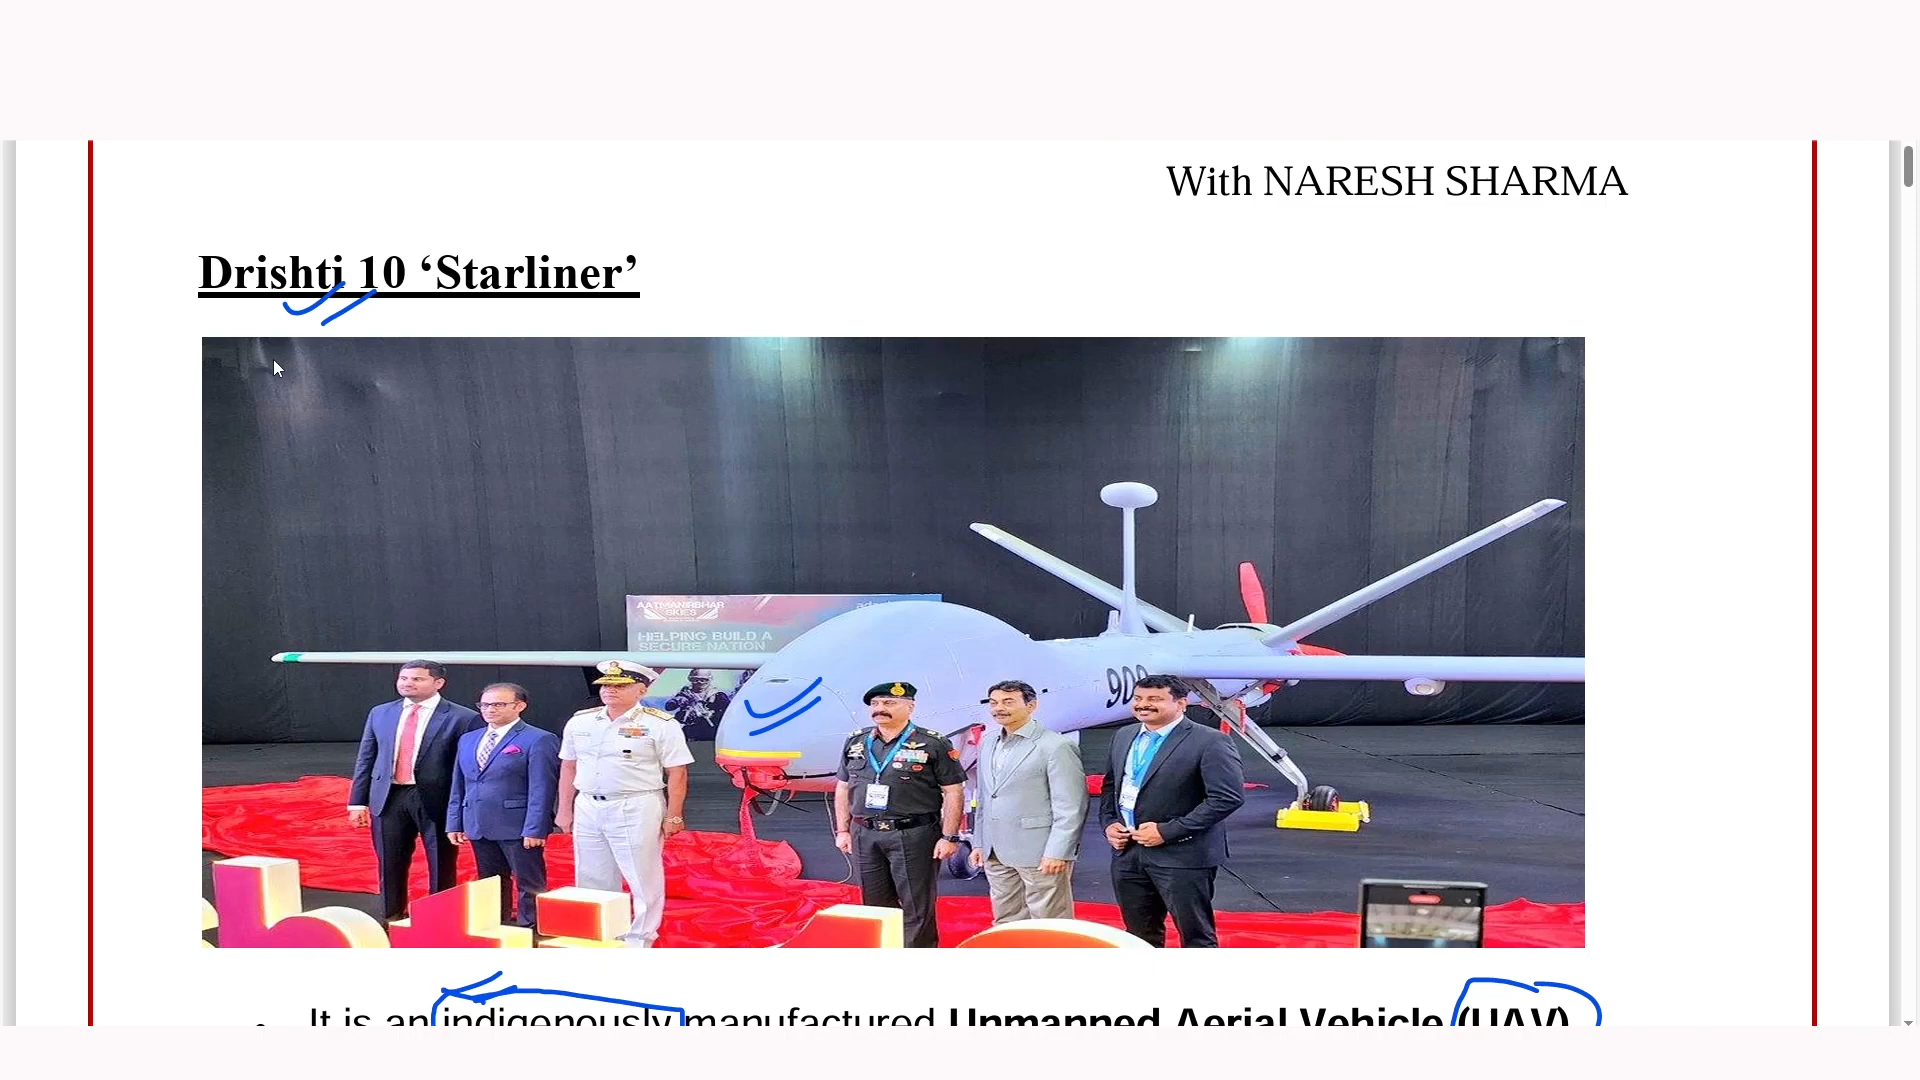 With NARESH SHARMA
Drishti 10 ‘Starliner’
AATMANIRBHAR
SKIES
HELPING BUILD A
SECURE NATION
• It is an indigenously manufactured Unmanned Aerial Vehicle (UAV)